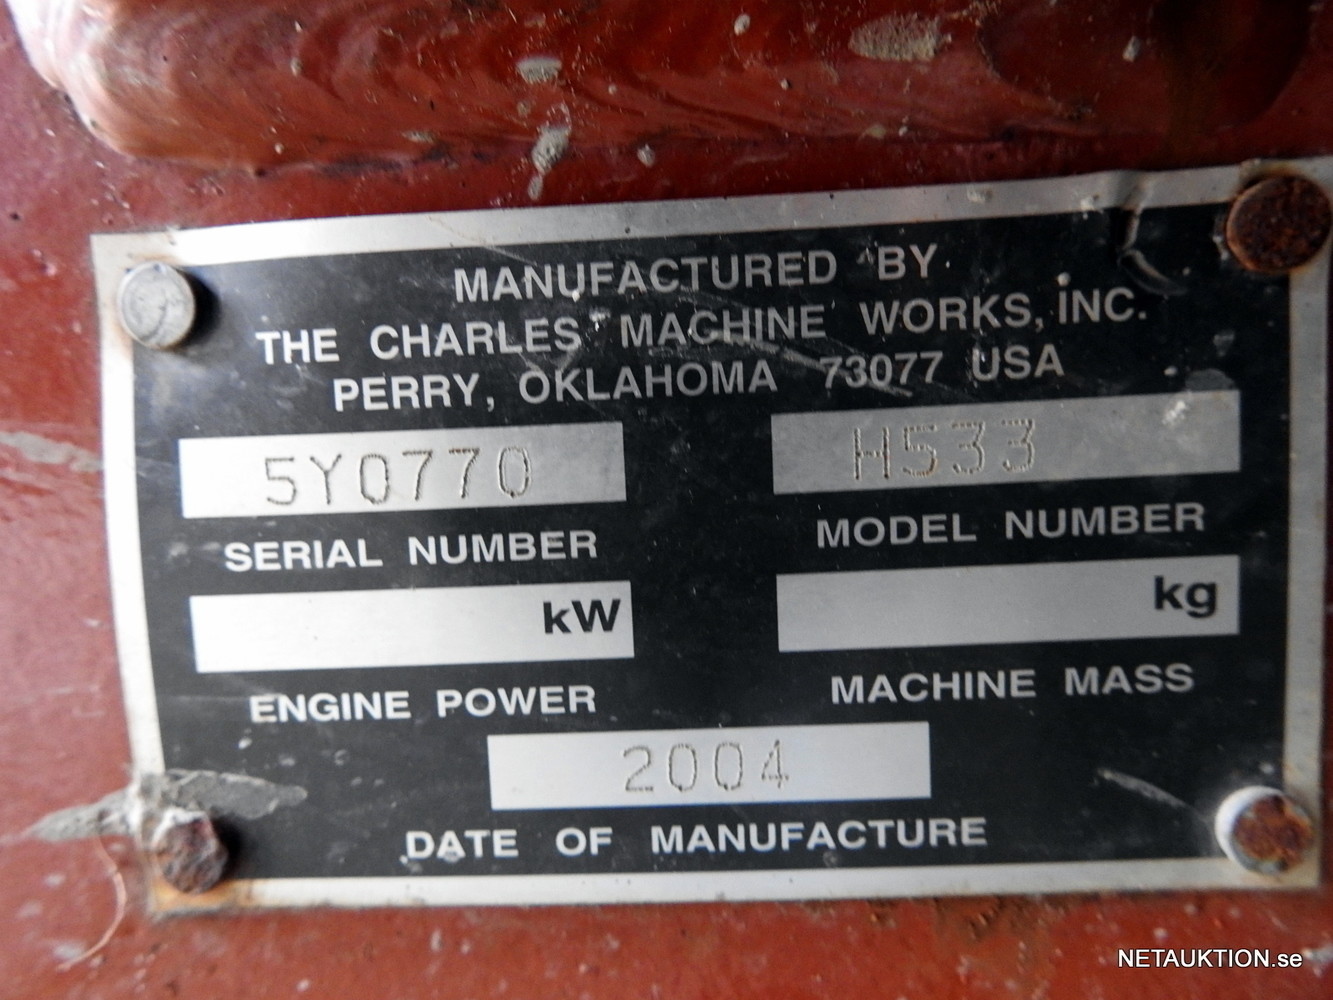 MANUFACTURED BY
THE CHARLES MACHINE WORKS, INC.
PERRY, OKLAHOMA 73077 USA
5Y0770 H533
SERIAL NUMBER MODEL NUMBER
kW kg
ENGINE POWER MACHINE MASS
2004
DATE OF MANUFACTURE
NETAUKTION.se